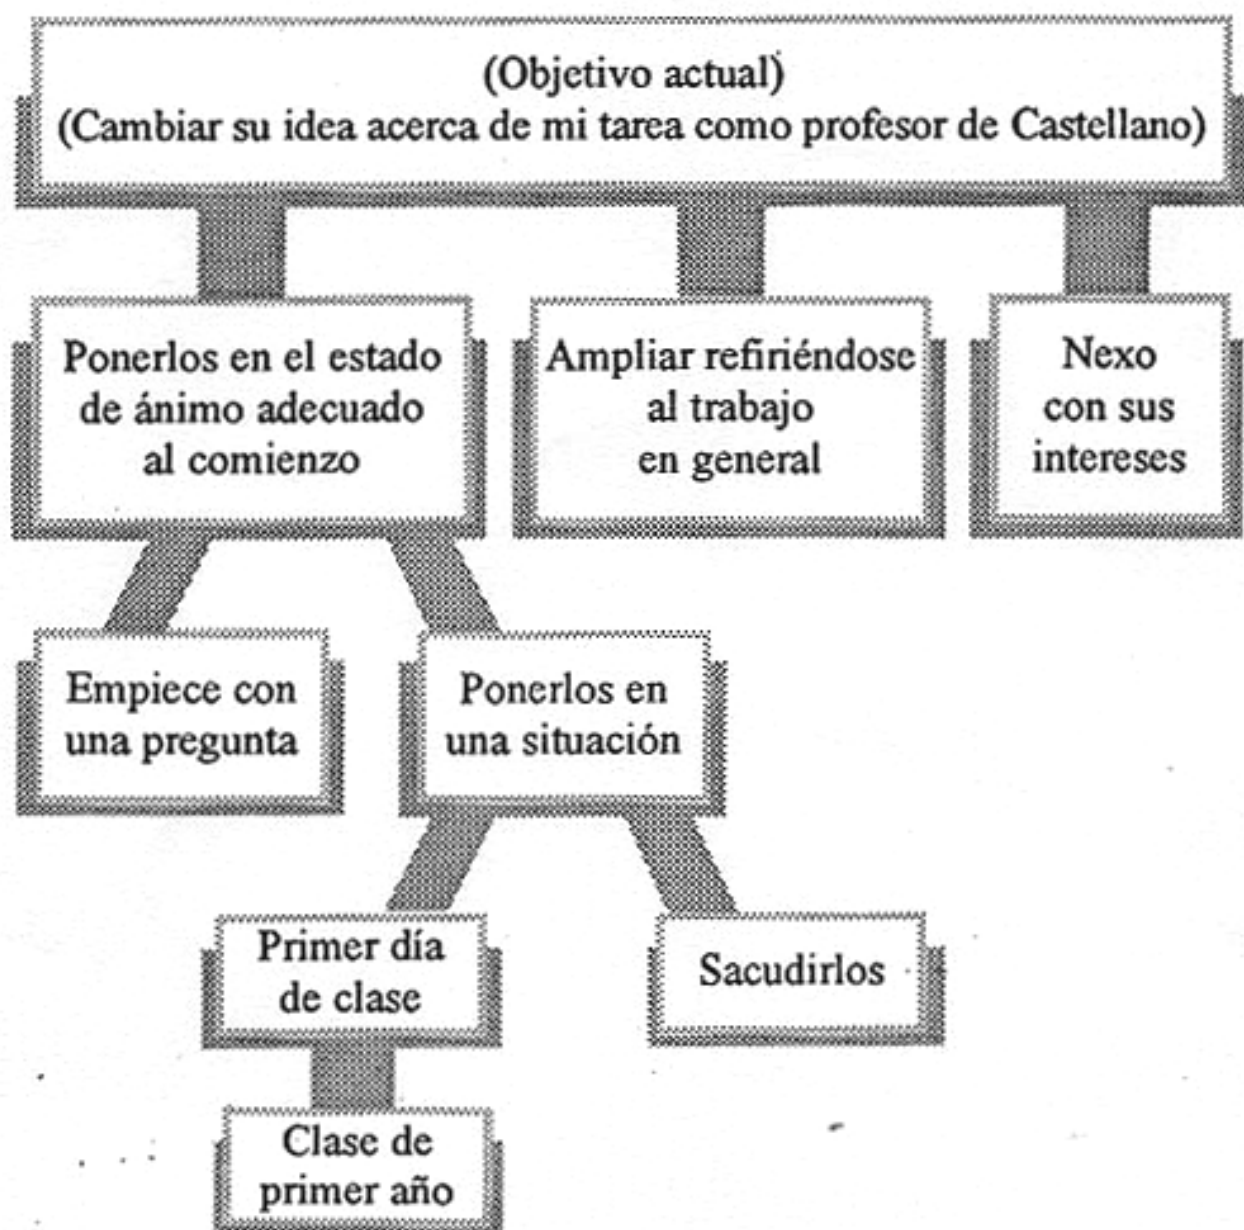 (Objetivo actual)
(Cambiar su idea acerca de mi tarea como profesor de Castellano)
Ponerlos en el estado
de ánimo adecuado
al comienzo
Ampliar refiriéndose
al trabajo
en general
Nexo
con sus
intereses
Empiece con
una pregunta
Ponerlos en
una situación
Primer día
de clase
Sacudirlos
Clase de
primer año